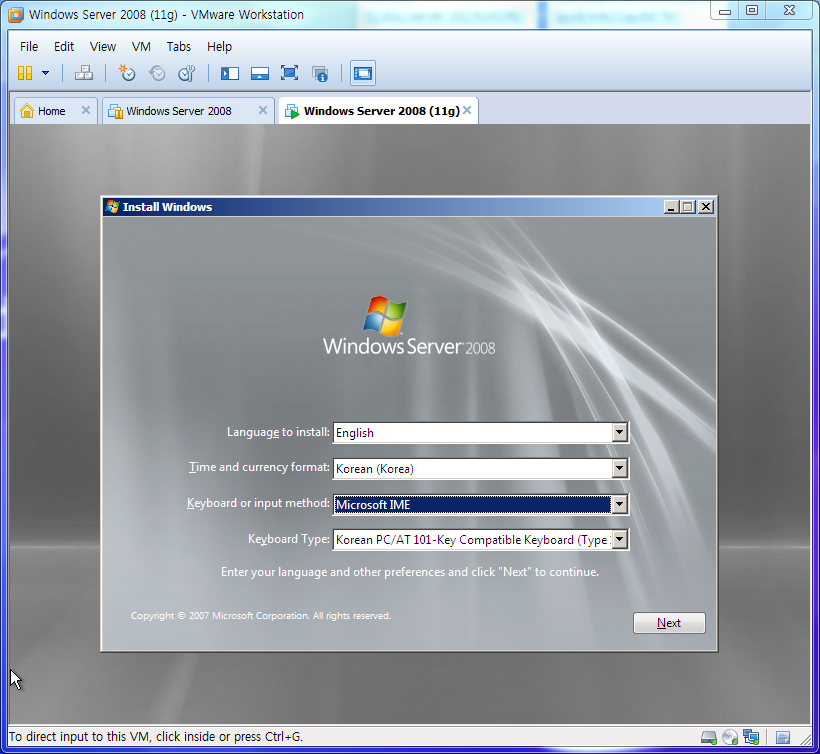 Windows Server 2008 (11g) - VMware Workstation
File Edit View VM Tabs Help
Home Windows Server 2008 Windows Server 2008 (11g)
Install Windows
Windows Server 2008
Language to install: English
Time and currency format: Korean (Korea)
Keyboard or input method: Microsoft IME
Keyboard Type: Korean PC/AT 101-Key Compatible Keyboard (Type
Enter your language and other preferences and click "Next" to continue.
Copyright © 2007 Microsoft Corporation. All rights reserved.
Next
To direct input to this VM, click inside or press Ctrl+G.